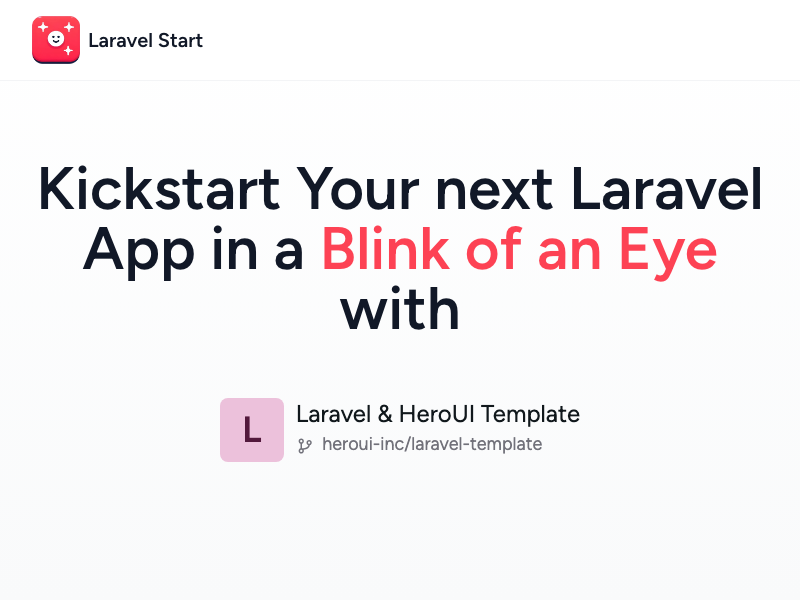 Laravel Start
Kickstart Your next Laravel
App in a Blink of an Eye
with
L
Laravel & HeroUI Template
heroui-inc/laravel-template